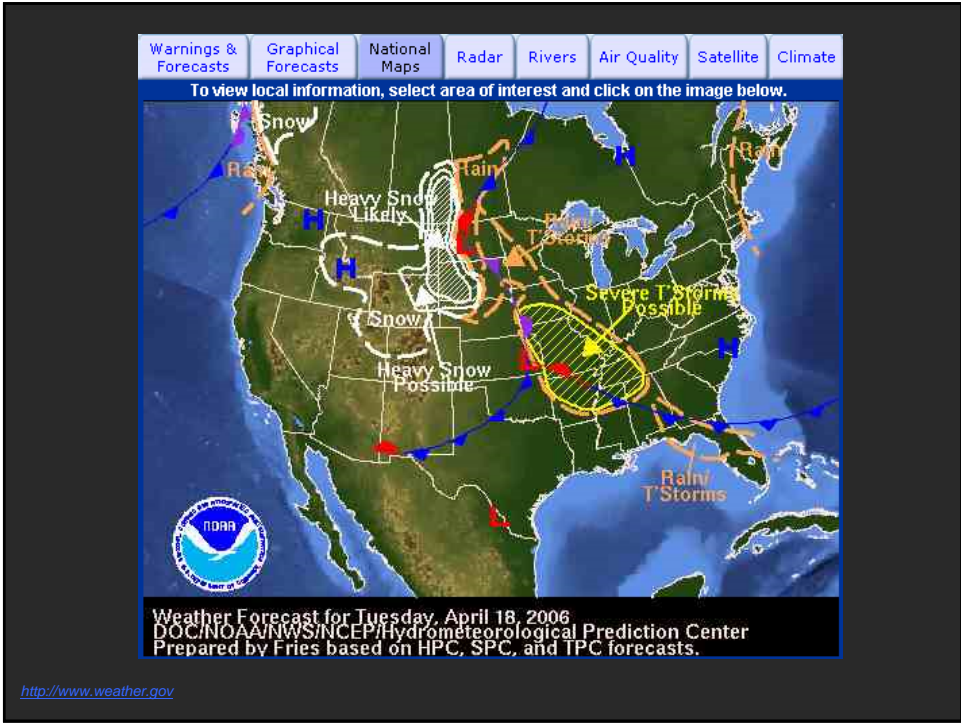 Warnings & Forecasts
Graphical Forecasts
National Maps
Radar
Rivers
Air Quality
Satellite
Climate
To view local information, select area of interest and click on the image below.
Snow
Rain
Rain
Rain
Heavy Snow
Likely
H
H
H
H
L
Rain/
T'Storms
Severe T'Storms
Possible
Snow
L
Heavy Snow
Possible
Rain/
T'Storms
L
NOAA
Weather Forecast for Tuesday, April 18, 2006
DOC/NOAA/NWS/NCEP/Hydrometeorological Prediction Center
Prepared by Fries based on HPC, SPC, and TPC forecasts.
http://www.weather.gov